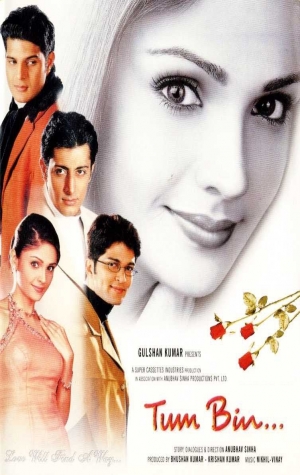 GULSHAN KUMAR
PRESENTS
A SUPER CASSETTES INDUSTRIES PRODUCTION
IN ASSOCIATION WITH ANUBHAV SINHA PRODUCTIONS PVT. LTD.
Tum Bin...
Love Will Find A Way...
STORY DIALOGUES & DIRECTION ANUBHAV SINHA
PRODUCED BY BHUSHAN KUMAR - KRISHAN KUMAR MUSIC NIKHIL-VINAY